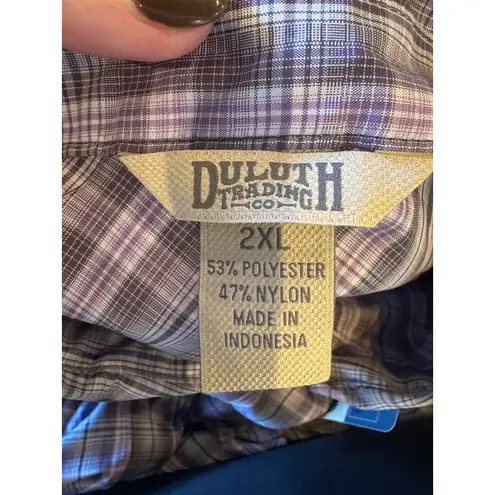 DULUTH
TRADING
CO
2XL
53% POLYESTER
47% NYLON
MADE IN
INDONESIA